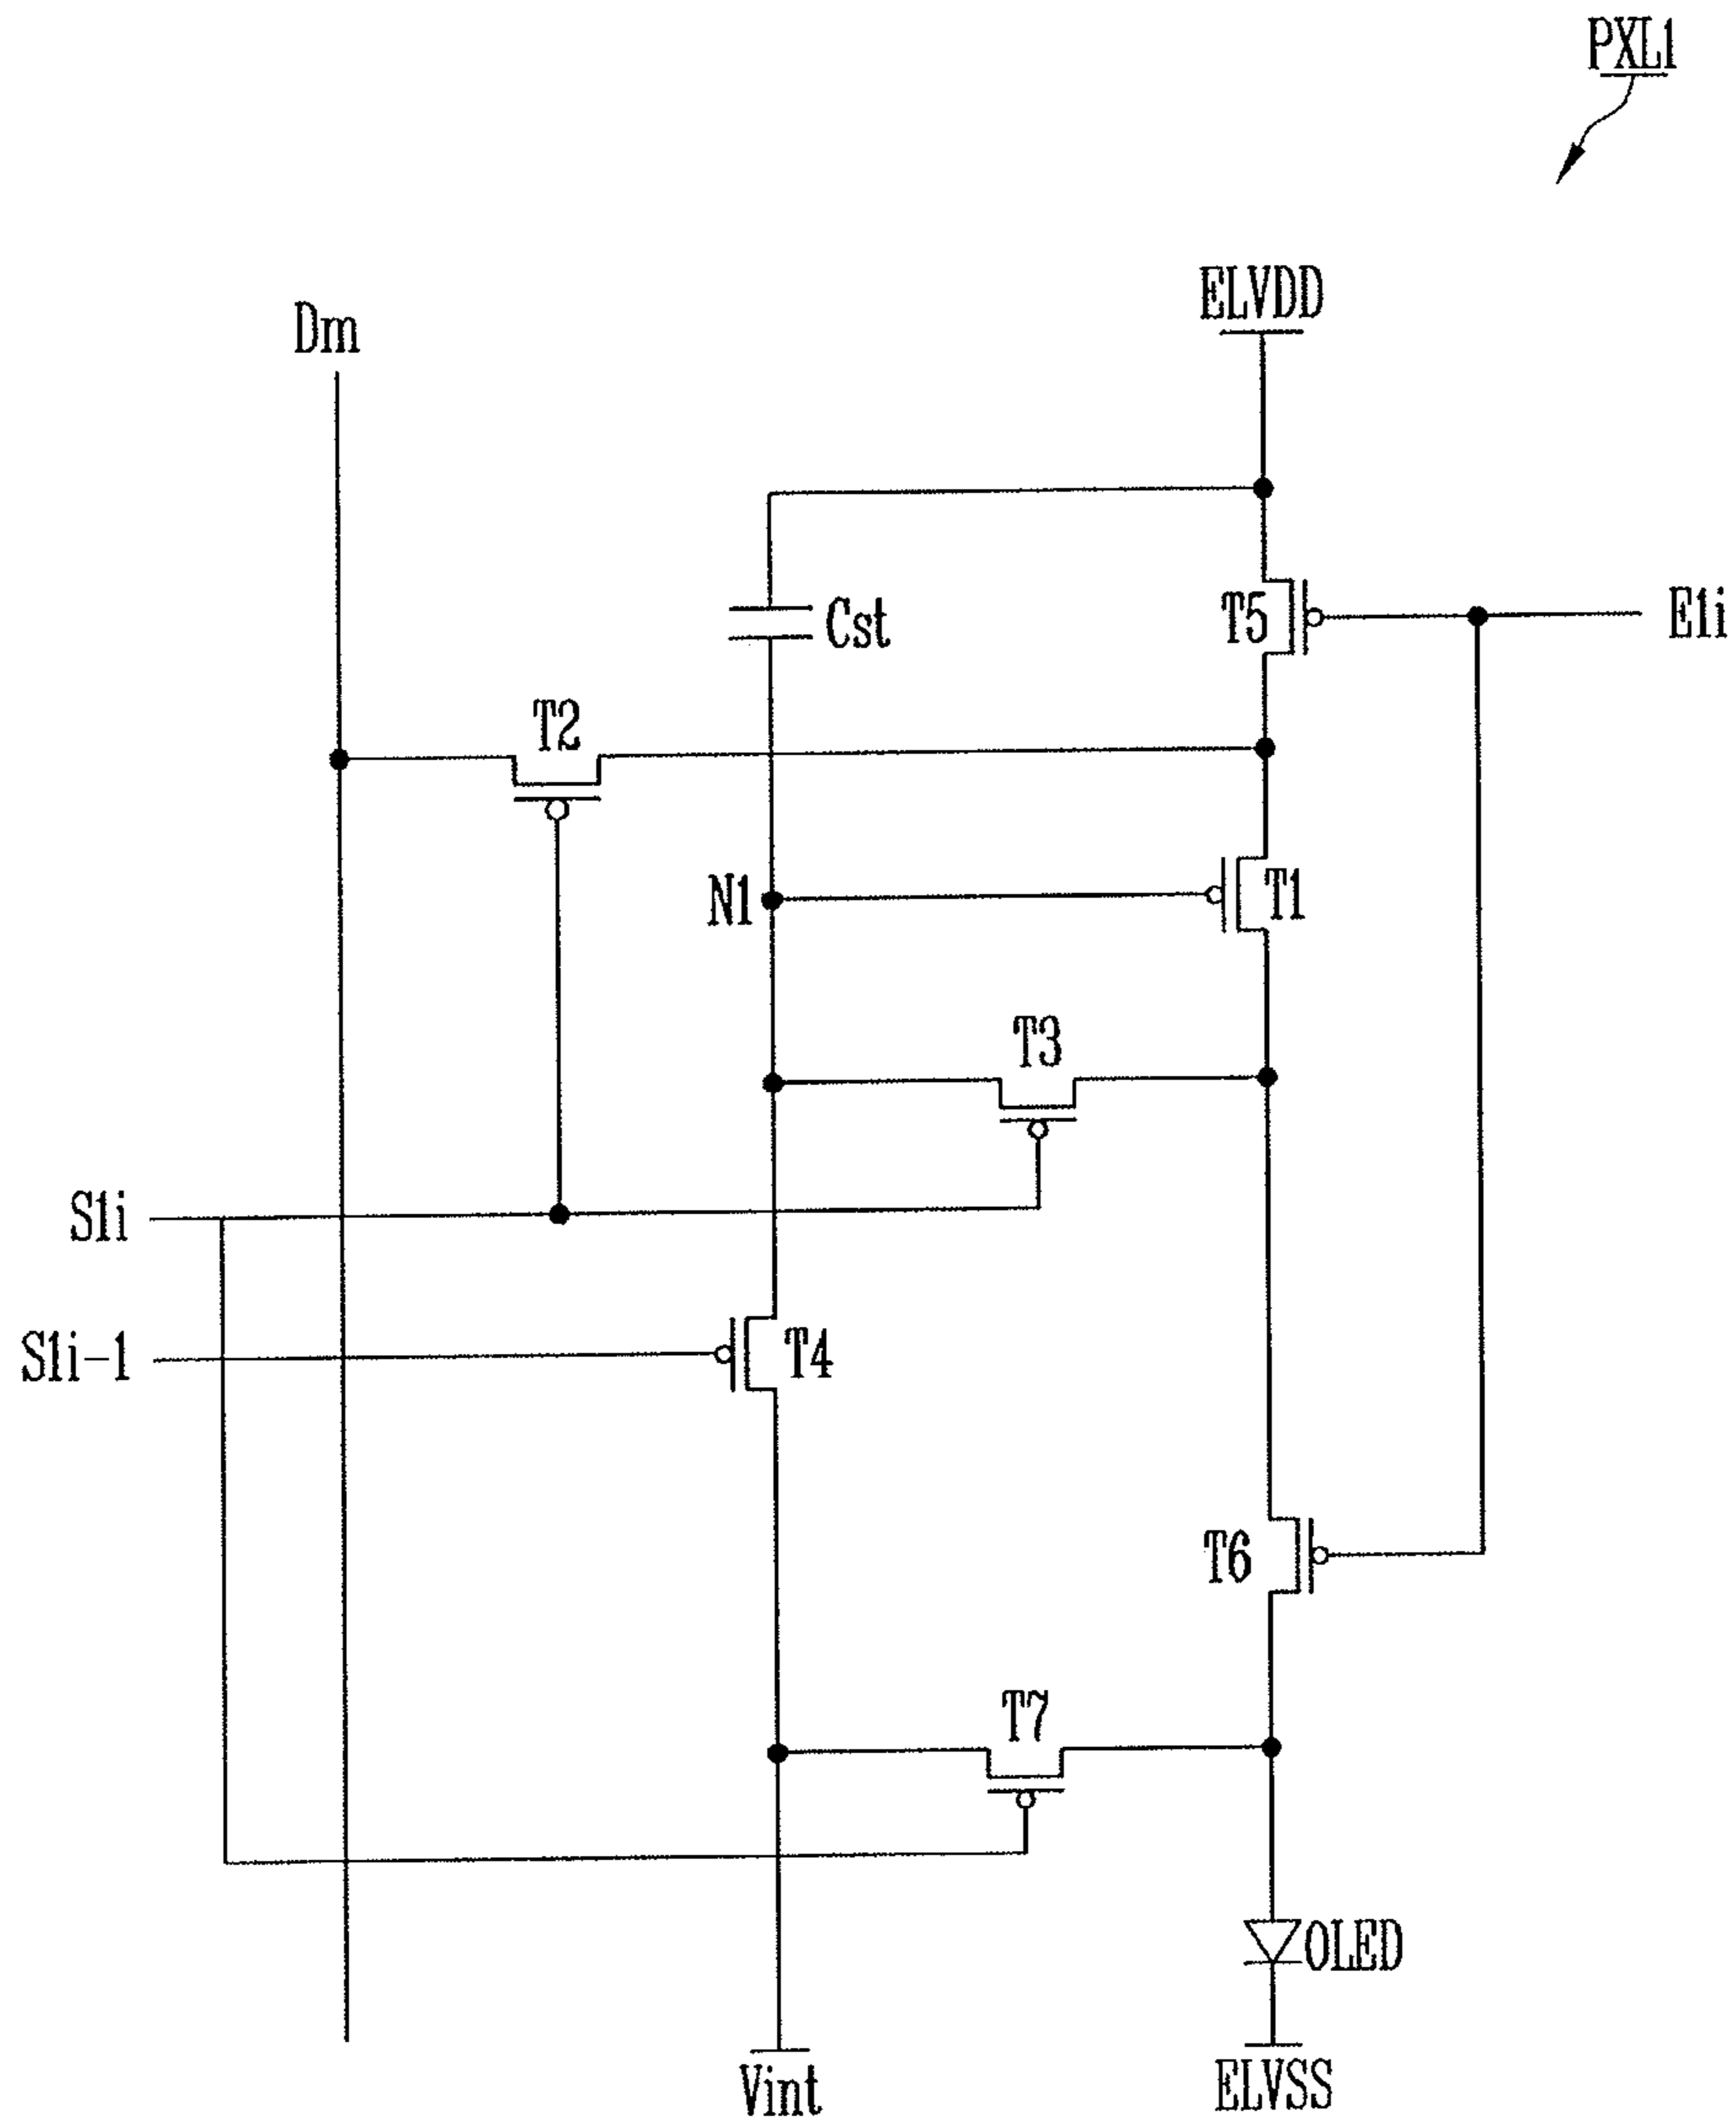 PXL1
ELVDD
Dm
Cst
T5
E1i
T2
N1
T1
T3
S1i
S1i-1
T4
T6
T7
OLED
Vint
ELVSS